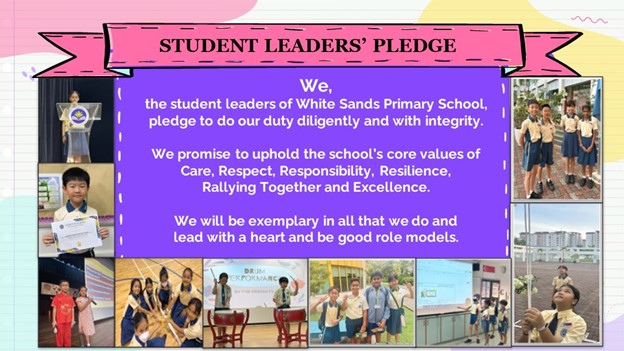 STUDENT LEADERS’ PLEDGE
We,
the student leaders of White Sands Primary School,
pledge to do our duty diligently and with integrity.
We promise to uphold the school’s core values of
Care, Respect, Responsibility, Resilience,
Rallying Together and Excellence.
We will be exemplary in all that we do and
lead with a heart and be good role models.
DRUM
PERFORMANCE